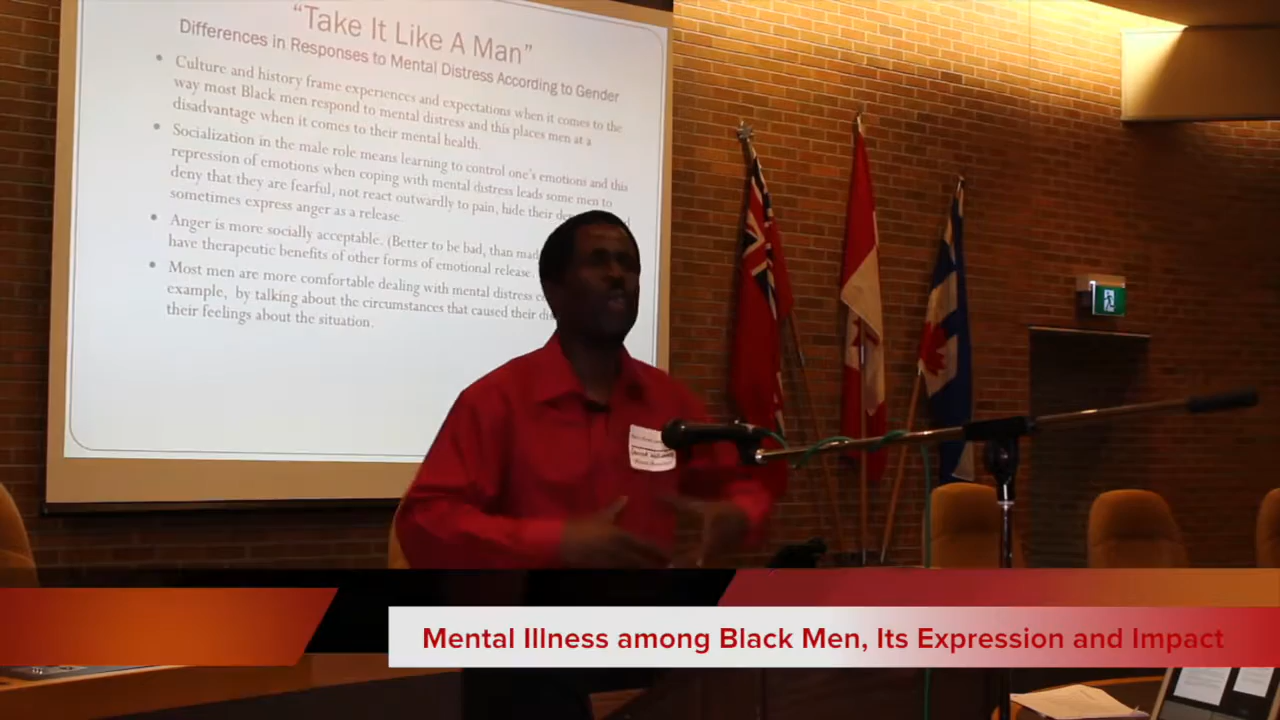 “Take It Like A Man”
Differences in Responses to Mental Distress According to Gender
• Culture and history frame experiences and expectations when it comes to the
way most Black men respond to mental distress and this places men at a
disadvantage when it comes to their mental health.
• Socialization in the male role means learning to control one's emotions and this
repression of emotions when coping with mental distress leads some men to
deny that they are fearful, not react outwardly to pain, hide their
sometimes express anger as a release.
• Anger is more socially acceptable. (Better to be bad, than mad
have therapeutic benefits of other forms of emotional release.
• Most men are more comfortable dealing with mental distress
example, by talking about the circumstances that caused their
their feelings about the situation.
Mental Illness among Black Men, Its Expression and Impact